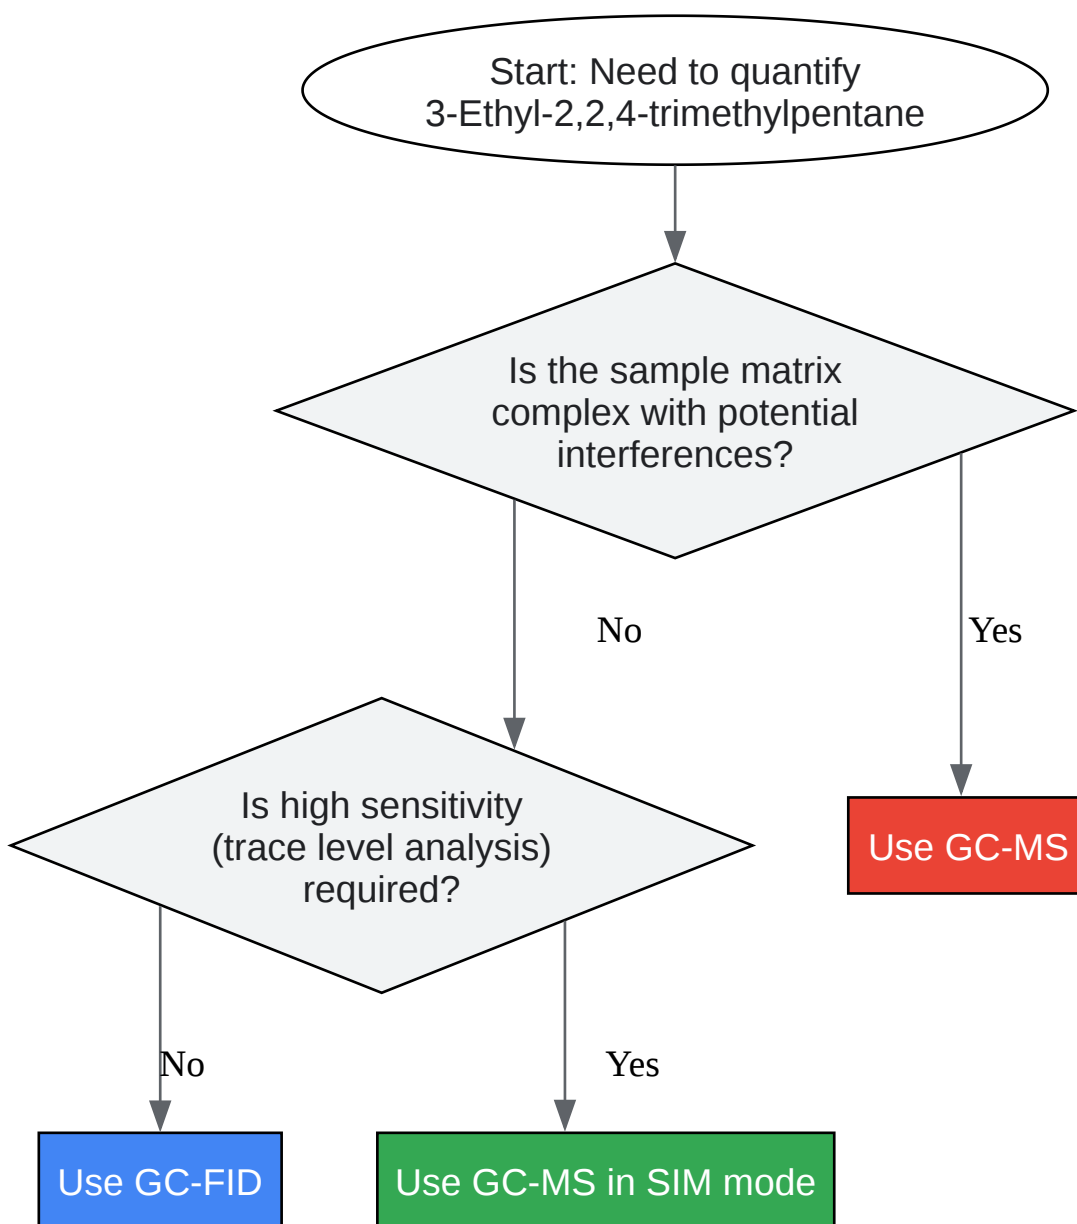 Start: Need to quantify
3-Ethyl-2,2,4-trimethylpentane
Is the sample matrix
complex with potential
interferences?
No
Yes
Is high sensitivity
(trace level analysis)
required?
Use GC-MS
No
Yes
Use GC-FID
Use GC-MS in SIM mode